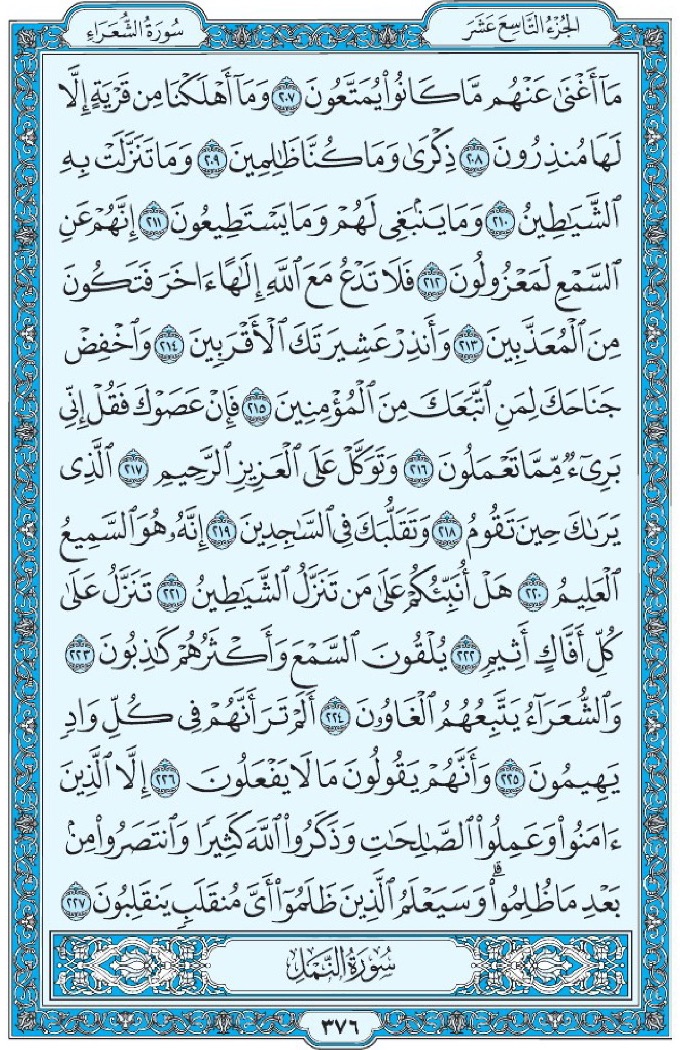 الجزء التاسع عشر
سورة الشعراء
مَآ أَغْنَىٰ عَنْهُم مَّا كَانُوا۟ يُمَتَّعُونَ ٢٠٧ وَمَآ أَهْلَكْنَا مِن قَرْيَةٍ إِلَّا
لَهَا مُنذِرُونَ ٢٠٨ ذِكْرَىٰ وَمَا كُنَّا ظَٰلِمِينَ ٢٠٩ وَمَا تَنَزَّلَتْ بِهِ
ٱلشَّيَٰطِينُ ٢١٠ وَمَا يَنۢبَغِى لَهُمْ وَمَا يَسْتَطِيعُونَ ٢١١ إِنَّهُمْ عَنِ
ٱلسَّمْعِ لَمَعْزُولُونَ ٢١٢ فَلَا تَدْعُ مَعَ ٱللَّهِ إِلَٰهًا ءَاخَرَ فَتَكُونَ
مِنَ ٱلْمُعَذَّبِينَ ٢١٣ وَأَنذِرْ عَشِيرَتَكَ ٱلْأَقْرَبِينَ ٢١٤ وَٱخْفِضْ
جَنَاحَكَ لِمَنِ ٱتَّبَعَكَ مِنَ ٱلْمُؤْمِنِينَ ٢١٥ فَإِنْ عَصَوْكَ فَقُلْ إِنِّى
بَرِىٓءٌ مِّمَّا تَعْمَلُونَ ٢١٦ وَتَوَكَّلْ عَلَى ٱلْعَزِيزِ ٱلرَّحِيمِ ٢١٧ ٱلَّذِى
يَرَىٰكَ حِينَ تَقُومُ ٢١٨ وَتَقَلُّبَكَ فِى ٱلسَّٰجِدِينَ ٢١٩ إِنَّهُۥ هُوَ ٱلسَّمِيعُ
ٱلْعَلِيمُ ٢٢٠ هَلْ أُنَبِّئُكُمْ عَلَىٰ مَن تَنَزَّلُ ٱلشَّيَٰطِينُ ٢٢١ تَنَزَّلُ عَلَىٰ
كُلِّ أَفَّاكٍ أَثِيمٍ ٢٢٢ يُلْقُونَ ٱلسَّمْعَ وَأَكْثَرُهُمْ كَٰذِبُونَ ٢٢٣
وَٱلشُّعَرَآءُ يَتَّبِعُهُمُ ٱلْغَاوُۥنَ ٢٢٤ أَلَمْ تَرَ أَنَّهُمْ فِى كُلِّ وَادٍ
يَهِيمُونَ ٢٢٥ وَأَنَّهُمْ يَقُولُونَ مَا لَا يَفْعَلُونَ ٢٢٦ إِلَّا ٱلَّذِينَ
ءَامَنُوا۟ وَعَمِلُوا۟ ٱلصَّٰلِحَٰتِ وَذَكَرُوا۟ ٱللَّهَ كَثِيرًا وَٱنتَصَرُوا۟ مِنۢ
بَعْدِ مَا ظُلِمُوا۟ۗ وَسَيَعْلَمُ ٱلَّذِينَ ظَلَمُوٓا۟ أَىَّ مُنقَلَبٍ يَنقَلِبُونَ ٢٢٧
سُورَةُ النَّمْلِ
٣٧٦